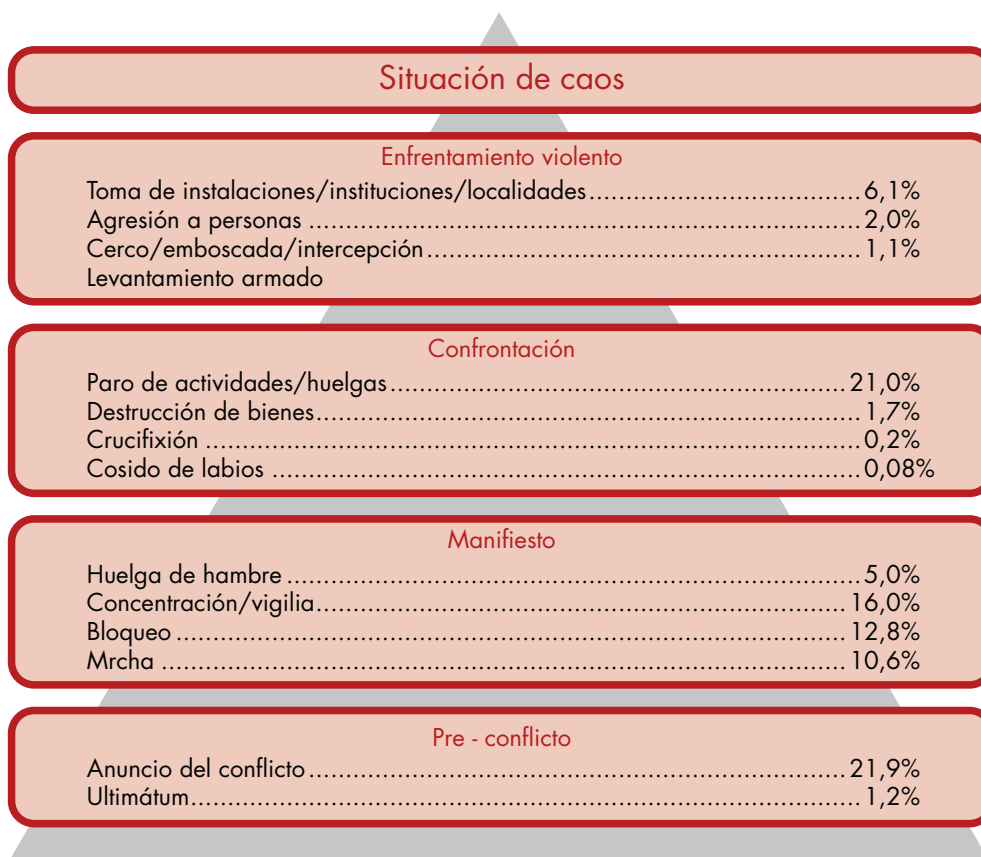 Situación de caos
Enfrentamiento violento
Toma de instalaciones/instituciones/localidades 6,1%
Agresión a personas 2,0%
Cerco/emboscada/intercepción 1,1%
Levantamiento armado
Confrontación
Paro de actividades/huelgas 21,0%
Destrucción de bienes 1,7%
Crucifixión 0,2%
Cosido de labios 0,08%
Manifiesto
Huelga de hambre 5,0%
Concentración/vigilia 16,0%
Bloqueo 12,8%
Mrcha 10,6%
Pre - conflicto
Anuncio del conflicto 21,9%
Ultimátum 1,2%